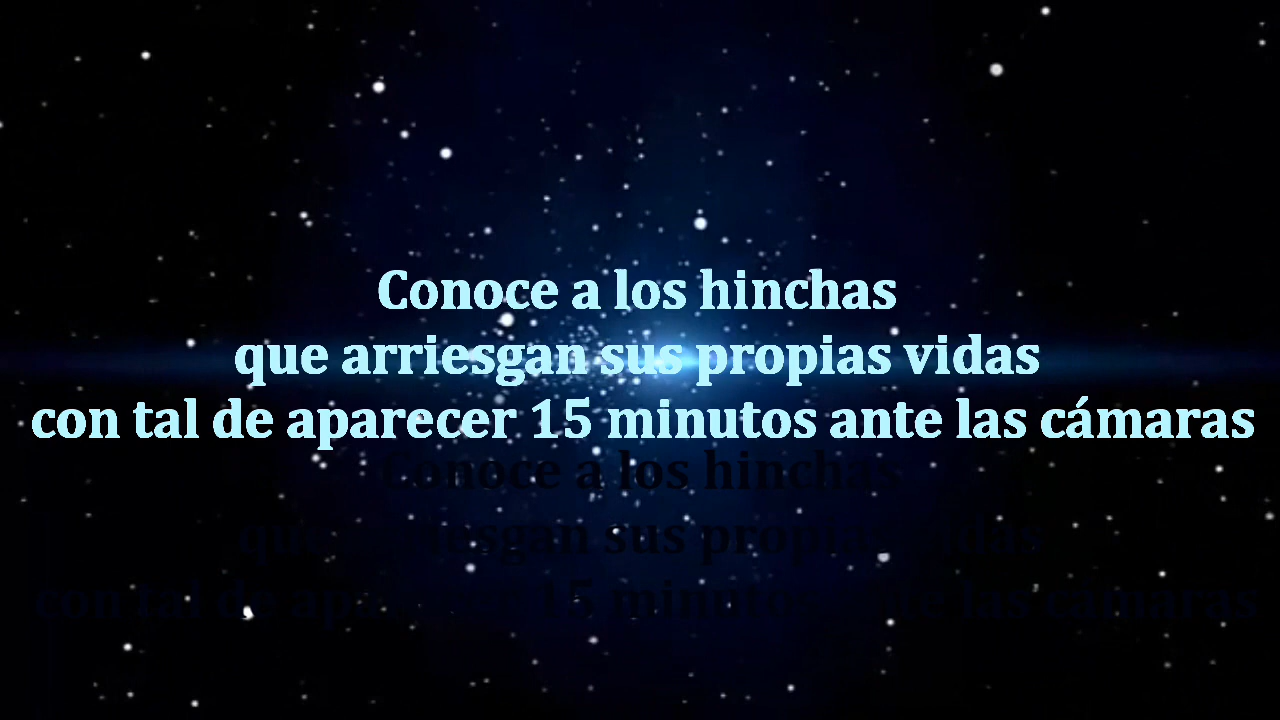 Conoce a los hinchas
que arriesgan sus propias vidas
con tal de aparecer 15 minutos ante las cámaras